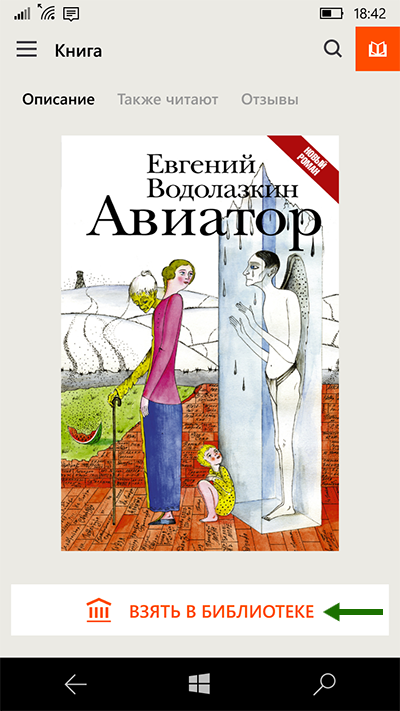 18:42
Книга
Описание
Также читают
Отзывы
НОВЫЙ
РОМАН
Евгений
Водолазкин
Авиатор
ВЗЯТЬ В БИБЛИОТЕКЕ